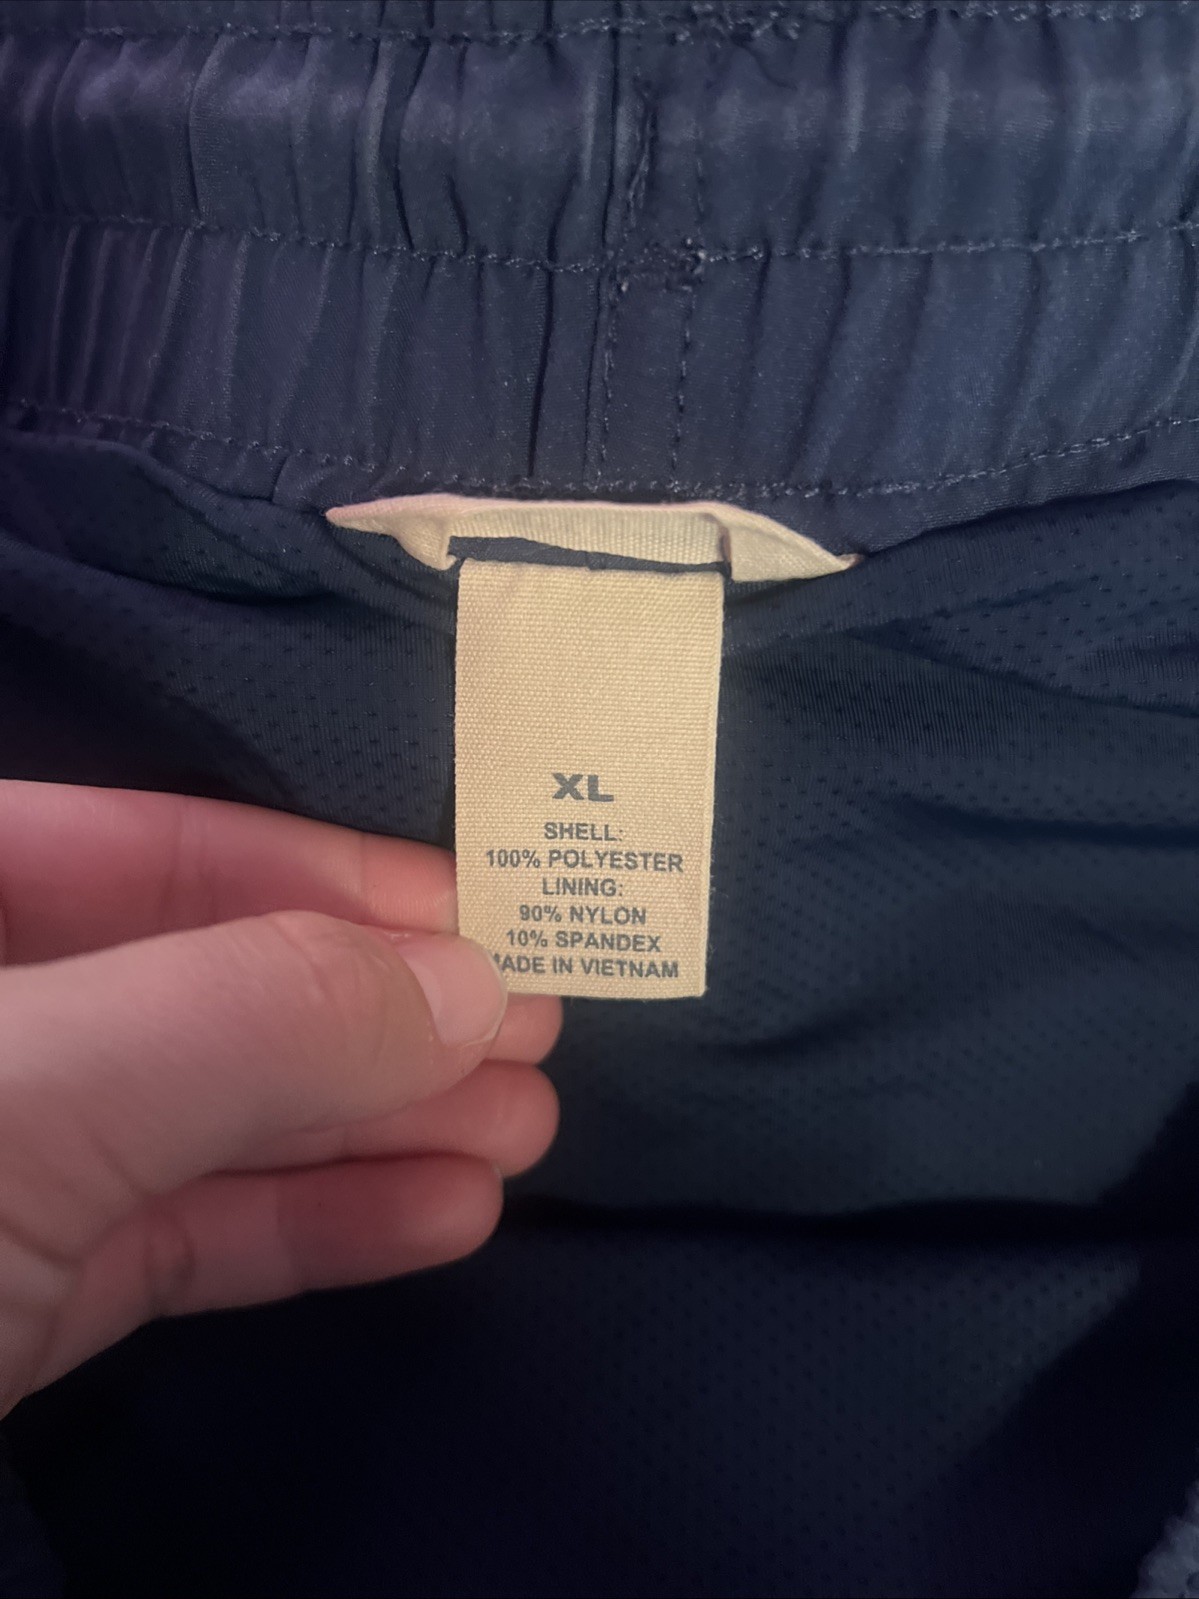 XL
SHELL:
100% POLYESTER
LINING:
90% NYLON
10% SPANDEX
MADE IN VIETNAM